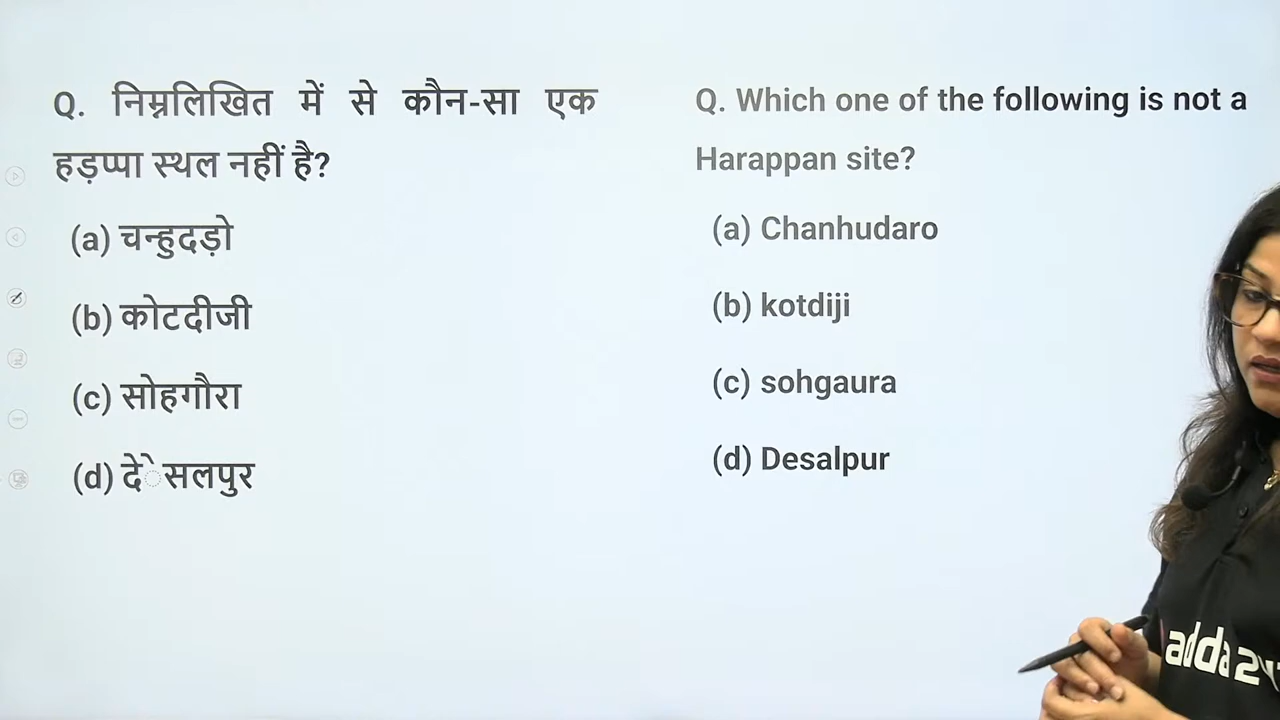 Q. निम्नलिखित में से कौन-सा एक
हड़प्पा स्थल नहीं है?
(a) चन्हुदड़ो
(b) कोटदीजी
(c) सोहगौरा
(d) देेसलपुर
Q. Which one of the following is not a
Harappan site?
(a) Chanhudaro
(b) kotdiji
(c) sohgaura
(d) Desalpur
adda 24